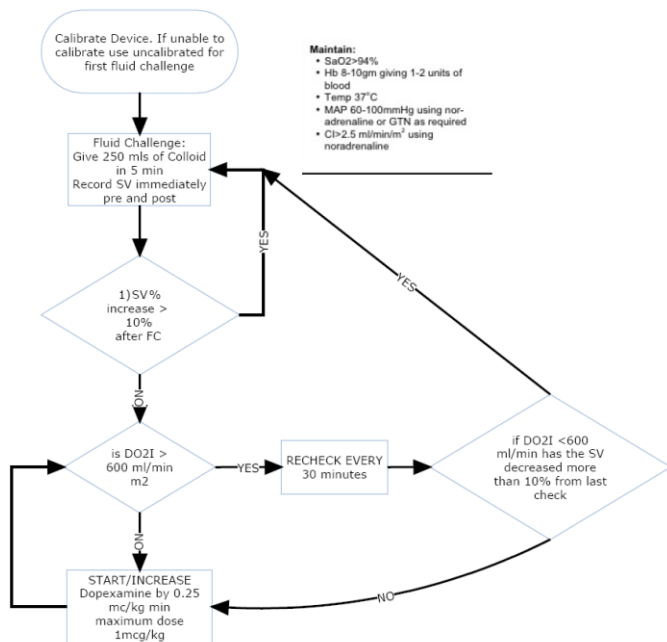 Calibrate Device. If unable to
calibrate use uncalibrated for
first fluid challenge
Maintain:
• SaO2>94%
• Hb 8-10gm giving 1-2 units of
blood
• Temp 37°C
• MAP 60-100mmHg using nor-
adrenaline or GTN as required
• CI>2.5 ml/min/m² using
noradrenaline
Fluid Challenge:
Give 250 mls of Colloid
in 5 min
Record SV immediately
pre and post
YES
1)SV%
increase >
10%
after FC
YES
NO
is DO2I >
600 ml/min
m2
YES
RECHECK EVERY
30 minutes
if DO2I <600
ml/min has the SV
decreased more
than 10% from last
check
NO
START/INCREASE
Dopexamine by 0.25
mc/kg min
maximum dose
1mcg/kg
NO